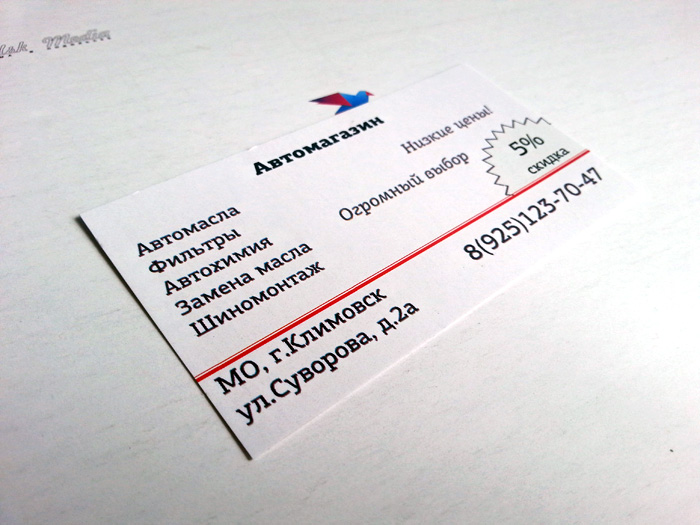 Автомагазин
Низкие цены!
Огромный выбор
5%
скидка
Автомасла
Фильтры
Автохимия
Замена масла
Шиномонтаж
8(925)123-70-47
МО, г.Климовск
ул.Суворова, д.2а